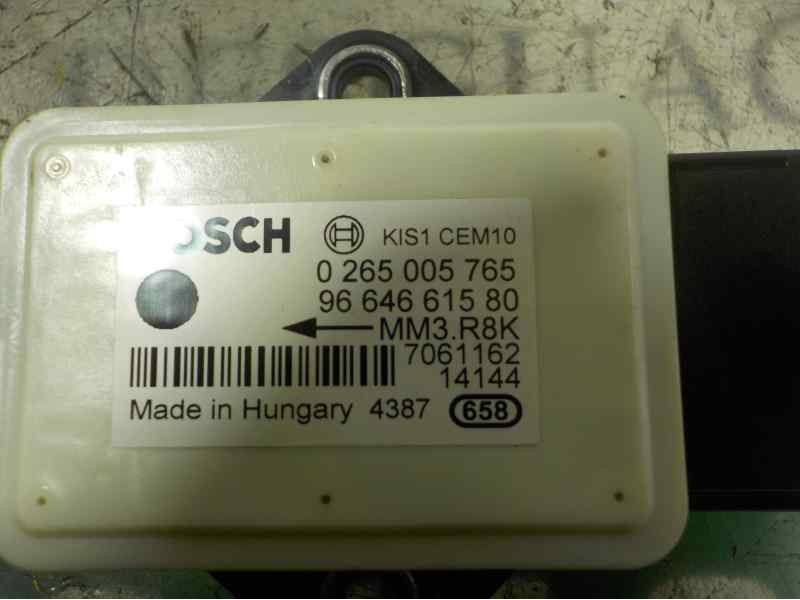 BOSCH KIS1 CEM10
0 265 005 765
96 646 615 80
MM3.R8K
7061162
14144
Made in Hungary 4387 658